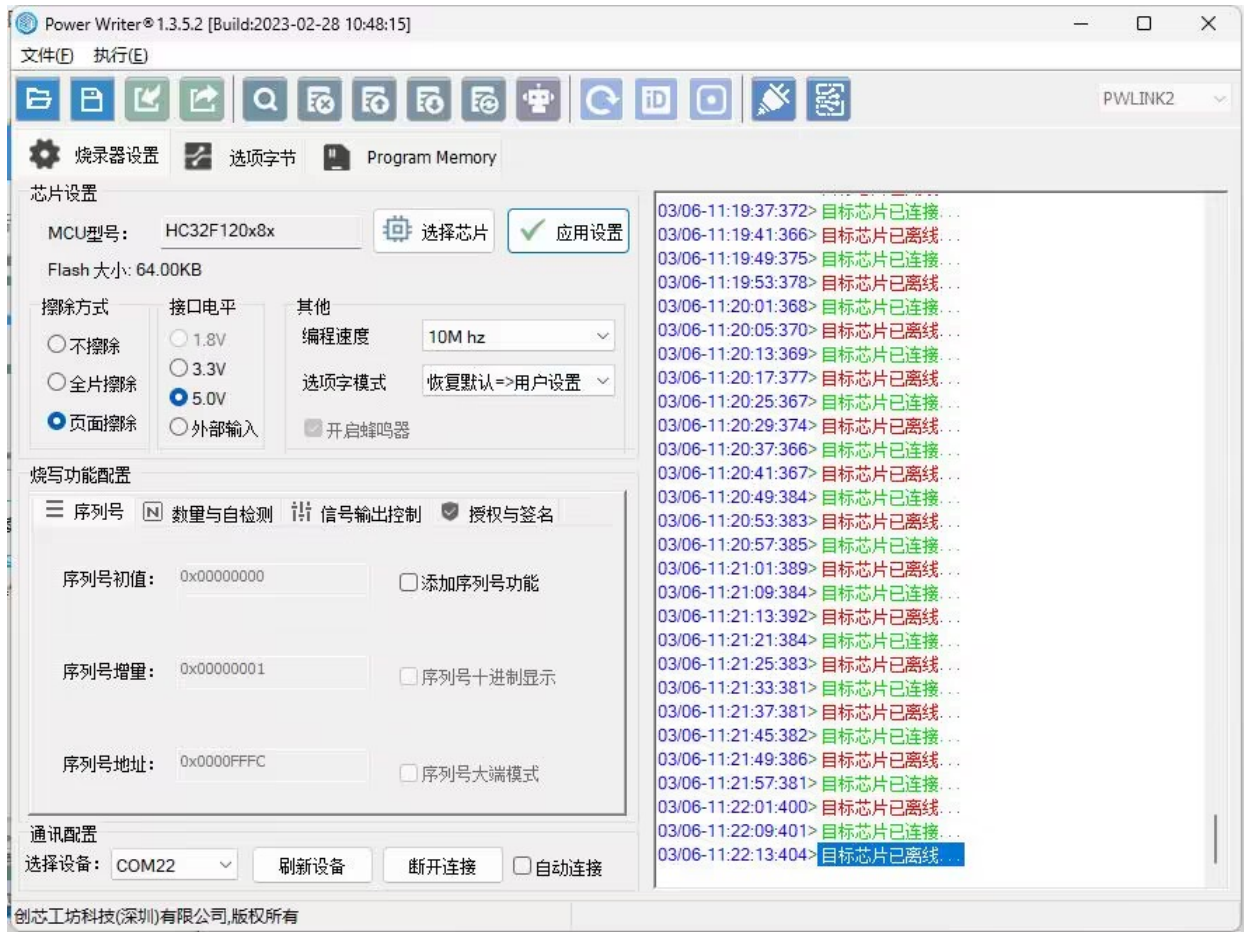 Power Writer® 1.3.5.2 [Build:2023-02-28 10:48:15]
文件(F) 执行(E)
PWLINK2
烧录器设置 选项字节 Program Memory
芯片设置
MCU型号: HC32F120x8x 选择芯片 应用设置
Flash 大小: 64.00KB
擦除方式 接口电平 其他
不擦除
全片擦除
页面擦除
1.8V
3.3V
5.0V
外部输入
编程速度 10M hz
选项字模式 恢复默认=>用户设置
开启蜂鸣器
烧写功能配置
序列号 数量与自检测 信号输出控制 授权与签名
序列号初值: 0x00000000 添加序列号功能
序列号增量: 0x00000001 序列号十进制显示
序列号地址: 0x0000FFFC 序列号大端模式
通讯配置
选择设备: COM22 刷新设备 断开连接 自动连接
创芯工坊科技(深圳)有限公司,版权所有
03/06-11:19:37:372> 目标芯片已连接...
03/06-11:19:41:366> 目标芯片已离线...
03/06-11:19:49:375> 目标芯片已连接...
03/06-11:19:53:378> 目标芯片已离线...
03/06-11:20:01:368> 目标芯片已连接...
03/06-11:20:05:370> 目标芯片已离线...
03/06-11:20:13:369> 目标芯片已连接...
03/06-11:20:17:377> 目标芯片已离线...
03/06-11:20:25:367> 目标芯片已连接...
03/06-11:20:29:374> 目标芯片已离线...
03/06-11:20:37:366> 目标芯片已连接...
03/06-11:20:41:367> 目标芯片已离线...
03/06-11:20:49:384> 目标芯片已连接...
03/06-11:20:53:383> 目标芯片已离线...
03/06-11:20:57:385> 目标芯片已连接...
03/06-11:21:01:389> 目标芯片已离线...
03/06-11:21:09:384> 目标芯片已连接...
03/06-11:21:13:392> 目标芯片已离线...
03/06-11:21:21:384> 目标芯片已连接...
03/06-11:21:25:383> 目标芯片已离线...
03/06-11:21:33:381> 目标芯片已连接...
03/06-11:21:37:381> 目标芯片已离线...
03/06-11:21:45:382> 目标芯片已连接...
03/06-11:21:49:386> 目标芯片已离线...
03/06-11:21:57:381> 目标芯片已连接...
03/06-11:22:01:400> 目标芯片已离线...
03/06-11:22:09:401> 目标芯片已连接...
03/06-11:22:13:404> 目标芯片已离线...